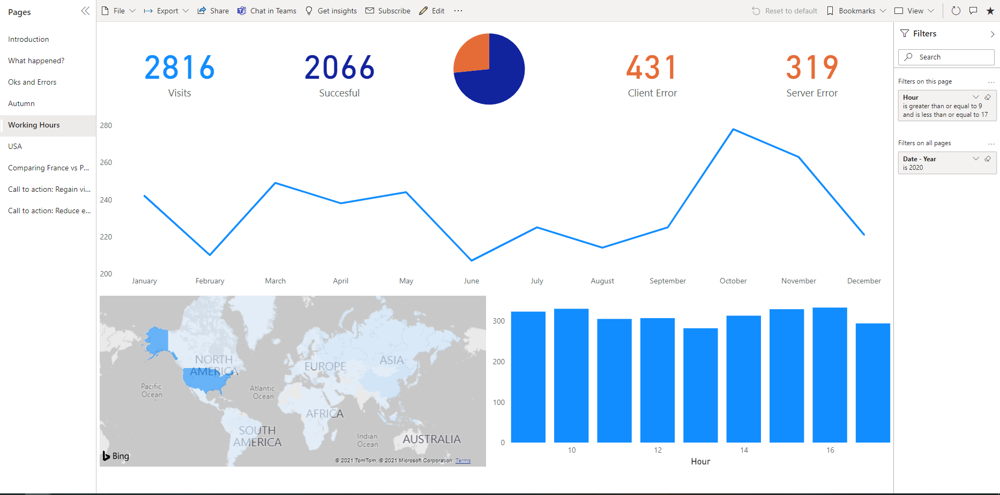 Pages
Introduction
What happened?
Oks and Errors
Autumn
Working Hours
USA
Comparing France vs P...
Call to action: Regain vi...
Call to action: Reduce e...
File
Export
Share
Chat in Teams
Get insights
Subscribe
Edit
Reset to default
Bookmarks
View
2816
Visits
2066
Succesful
431
Client Error
319
Server Error
280
260
240
220
200
January February March April May June July August September October November December
NORTH
AMERICA
EUROPE
ASIA
Pacific
Ocean
Atlantic
Ocean
AFRICA
SOUTH
AMERICA
Indian
Ocean
AUSTRALIA
Bing
© 2021 TomTom, © 2021 Microsoft Corporation Terms
300
200
100
0
10 12 14 16
Hour
Filters
Search
Filters on this page
Hour
is greater than or equal to 9
and is less than or equal to 17
Filters on all pages
Date - Year
is 2020